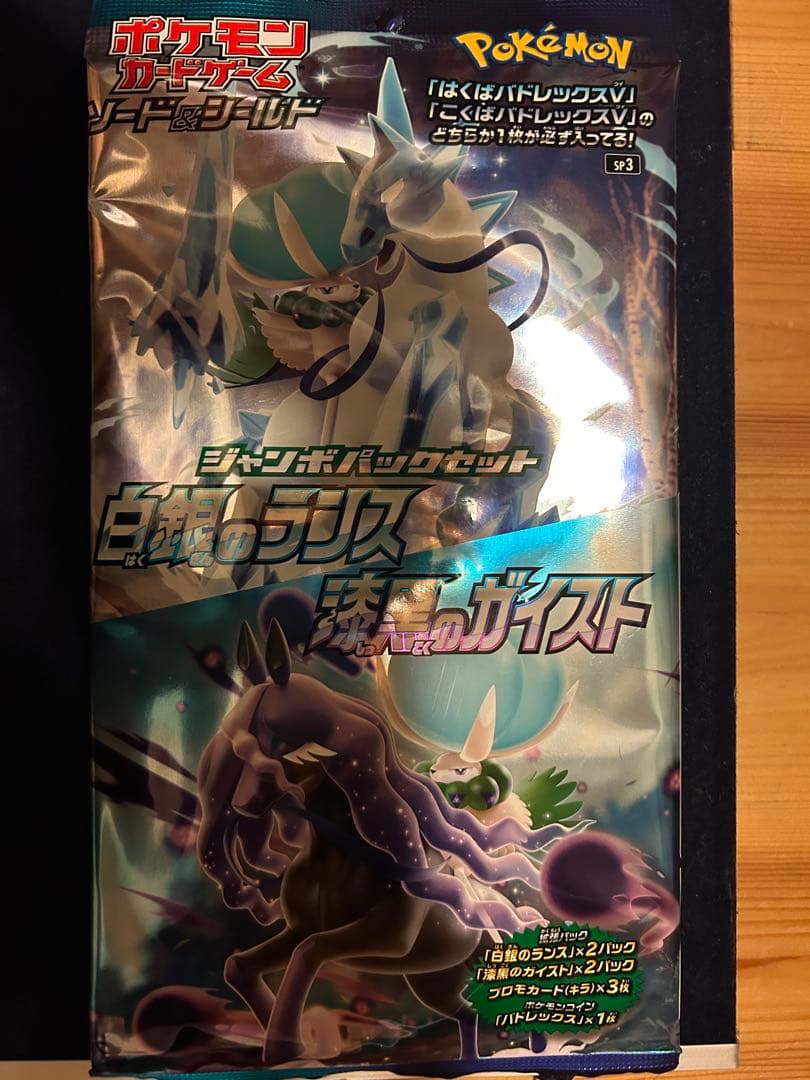 ポケモン
カードゲーム
ソード&シールド
POKéMON
「はくばバドレックスV」
「こくばバドレックスV」の
どちらか1枚が必ず入ってる!
SP3
ジャンボパックセット
白銀のランス
漆黒のガイスト
拡張パック
「白銀のランス」×2パック
「漆黒のガイスト」×2パック
プロモカード(キラ)×3枚
ポケモンコイン
「バドレックス」×1枚